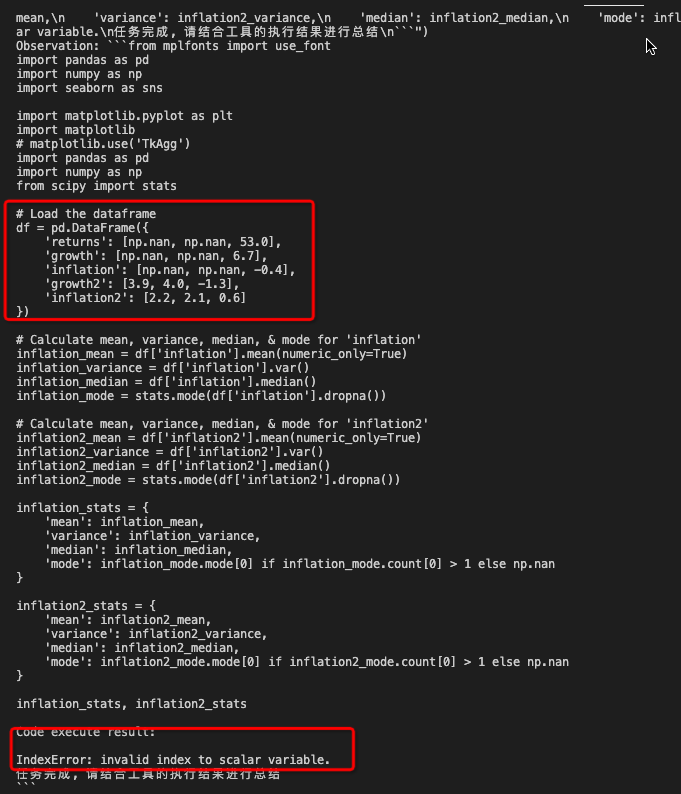 mean,\n    'variance': inflation2_variance,\n    'median': inflation2_median,\n    'mode': infl
ar variable.\n任务完成, 请结合工具的执行结果进行总结\n```")
Observation: ```from mplfonts import use_font
import pandas as pd
import numpy as np
import seaborn as sns

import matplotlib.pyplot as plt
import matplotlib
# matplotlib.use('TkAgg')
import pandas as pd
import numpy as np
from scipy import stats

# Load the dataframe
df = pd.DataFrame({
    'returns': [np.nan, np.nan, 53.0],
    'growth': [np.nan, np.nan, 6.7],
    'inflation': [np.nan, np.nan, -0.4],
    'growth2': [3.9, 4.0, -1.3],
    'inflation2': [2.2, 2.1, 0.6]
})

# Calculate mean, variance, median, & mode for 'inflation'
inflation_mean = df['inflation'].mean(numeric_only=True)
inflation_variance = df['inflation'].var()
inflation_median = df['inflation'].median()
inflation_mode = stats.mode(df['inflation'].dropna())

# Calculate mean, variance, median, & mode for 'inflation2'
inflation2_mean = df['inflation2'].mean(numeric_only=True)
inflation2_variance = df['inflation2'].var()
inflation2_median = df['inflation2'].median()
inflation2_mode = stats.mode(df['inflation2'].dropna())

inflation_stats = {
    'mean': inflation_mean,
    'variance': inflation_variance,
    'median': inflation_median,
    'mode': inflation_mode.mode[0] if inflation_mode.count[0] > 1 else np.nan
}

inflation2_stats = {
    'mean': inflation2_mean,
    'variance': inflation2_variance,
    'median': inflation2_median,
    'mode': inflation2_mode.mode[0] if inflation2_mode.count[0] > 1 else np.nan
}

inflation_stats, inflation2_stats

Code execute result:

IndexError: invalid index to scalar variable.
任务完成, 请结合工具的执行结果进行总结
```